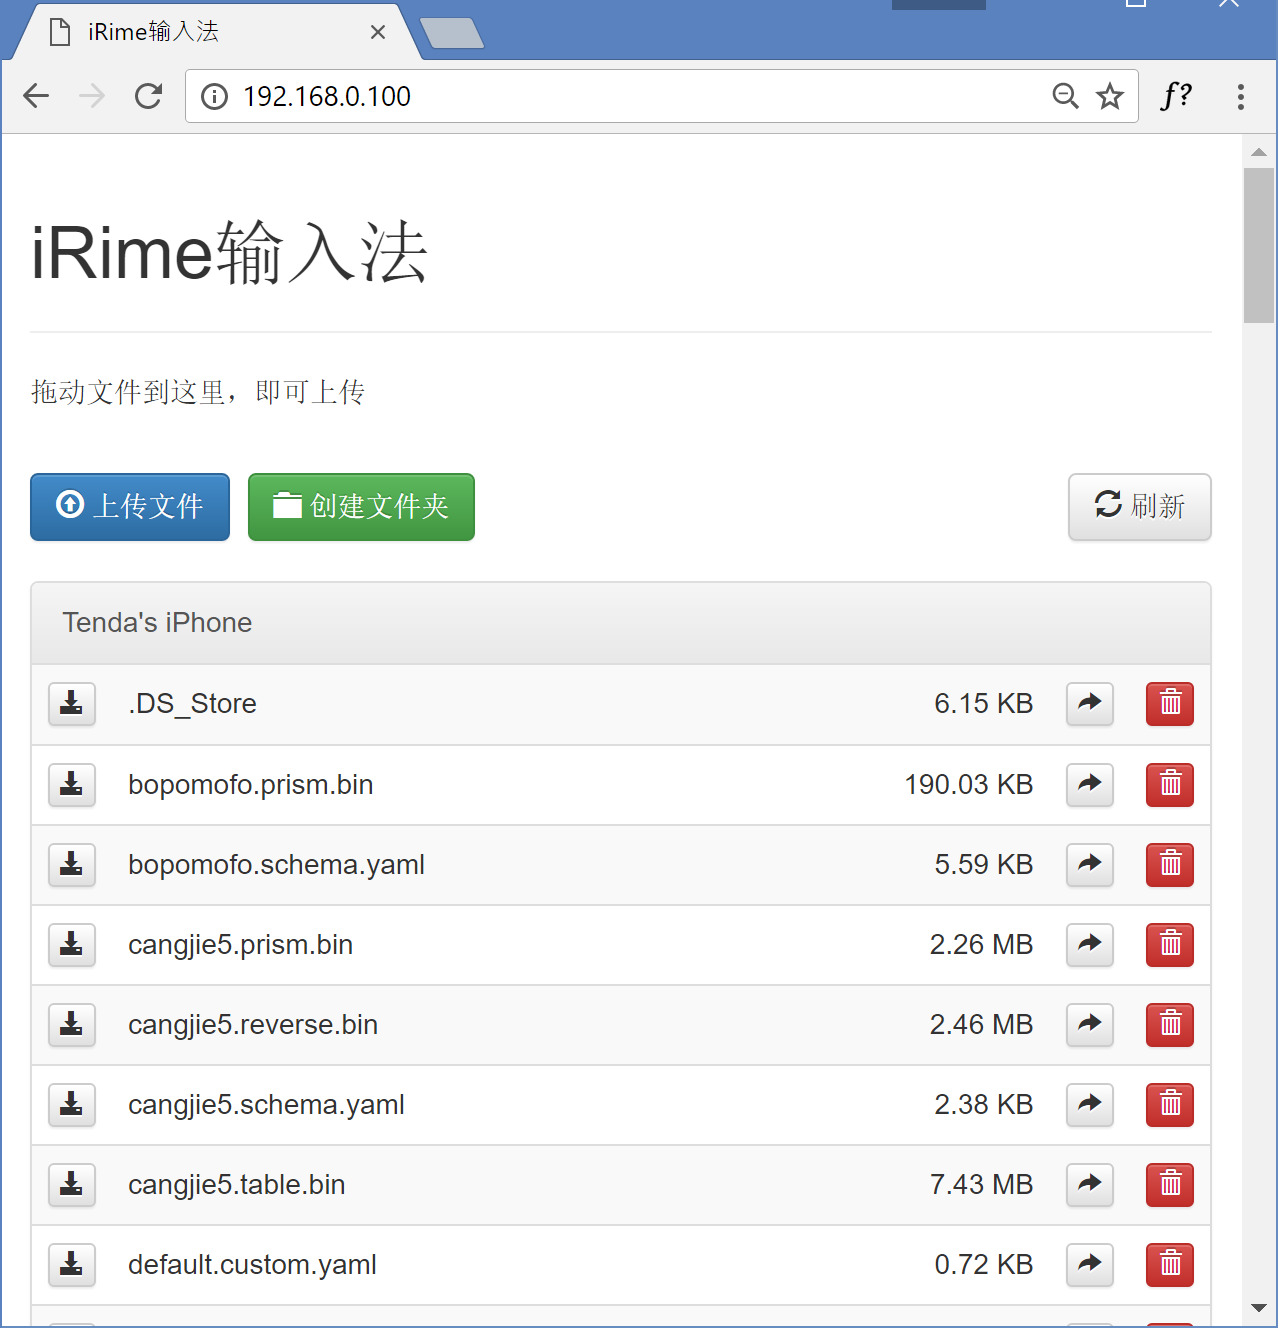 iRime输入法
192.168.0.100
f?
iRime输入法
拖动文件到这里，即可上传
上传文件 创建文件夹 刷新
Tenda's iPhone
.DS_Store 6.15 KB
bopomofo.prism.bin 190.03 KB
bopomofo.schema.yaml 5.59 KB
cangjie5.prism.bin 2.26 MB
cangjie5.reverse.bin 2.46 MB
cangjie5.schema.yaml 2.38 KB
cangjie5.table.bin 7.43 MB
default.custom.yaml 0.72 KB